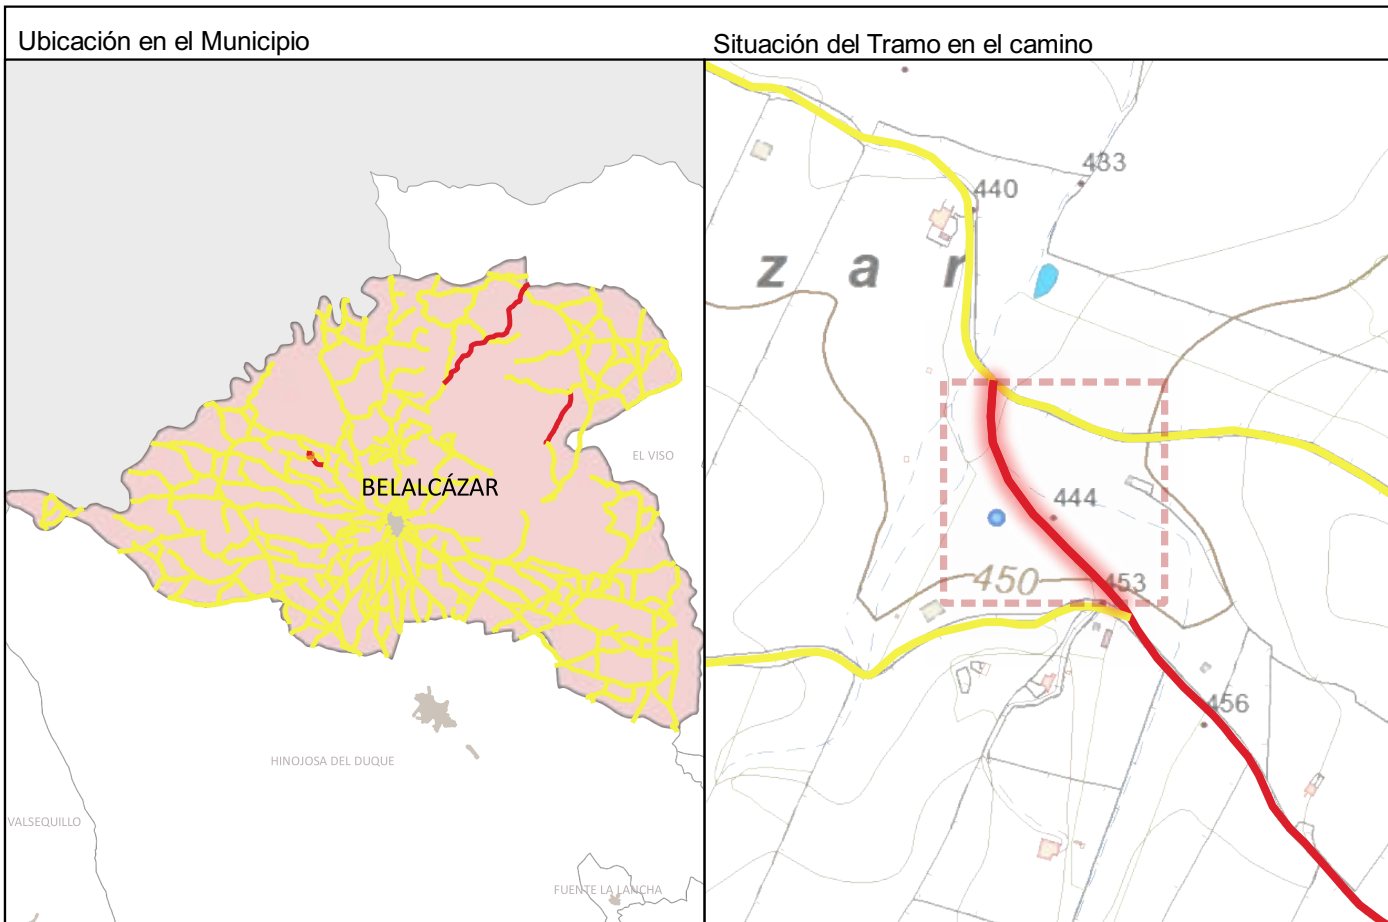 Ubicación en el Municipio
Situación del Tramo en el camino
EL VISO
BELALCÁZAR
HINOJOSA DEL DUQUE
VALSEQUILLO
FUENTE LA LANCHA
433
440
z a r
444
450
453
456